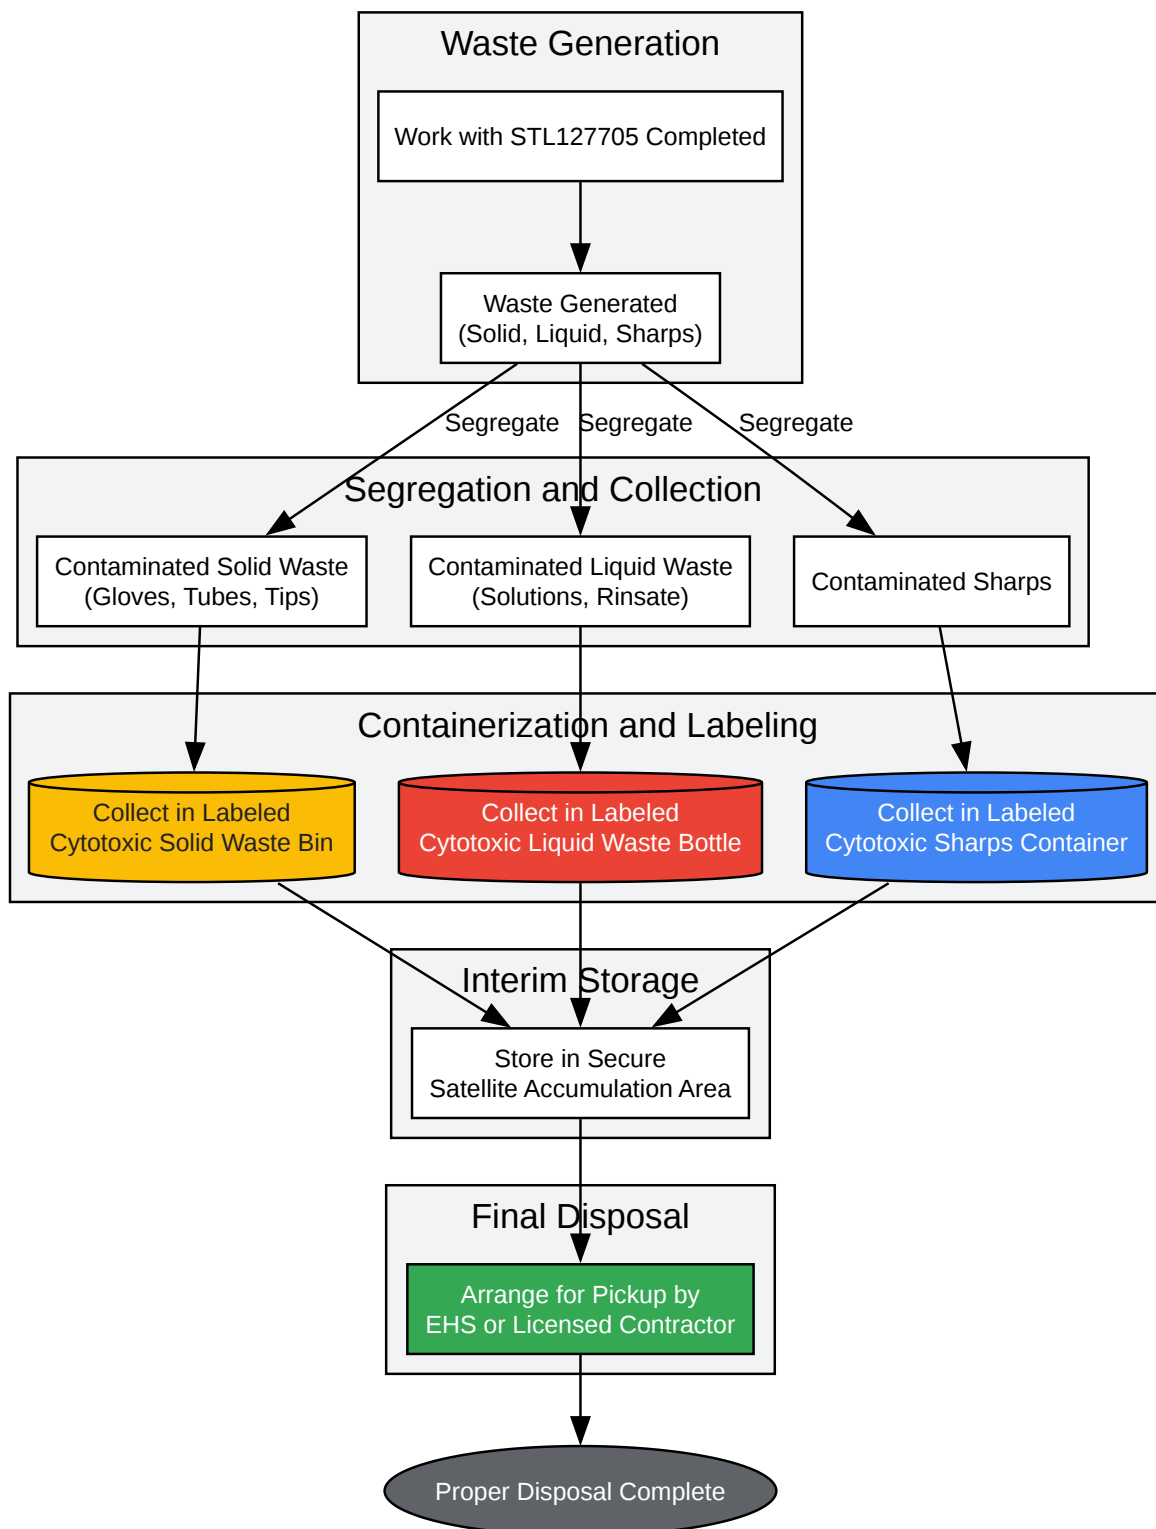 Waste Generation
Work with STL127705 Completed
Waste Generated
(Solid, Liquid, Sharps)
Segregate
Segregate
Segregate
Segregation and Collection
Contaminated Solid Waste
(Gloves, Tubes, Tips)
Contaminated Liquid Waste
(Solutions, Rinsate)
Contaminated Sharps
Containerization and Labeling
Collect in Labeled
Cytotoxic Solid Waste Bin
Collect in Labeled
Cytotoxic Liquid Waste Bottle
Collect in Labeled
Cytotoxic Sharps Container
Interim Storage
Store in Secure
Satellite Accumulation Area
Final Disposal
Arrange for Pickup by
EHS or Licensed Contractor
Proper Disposal Complete